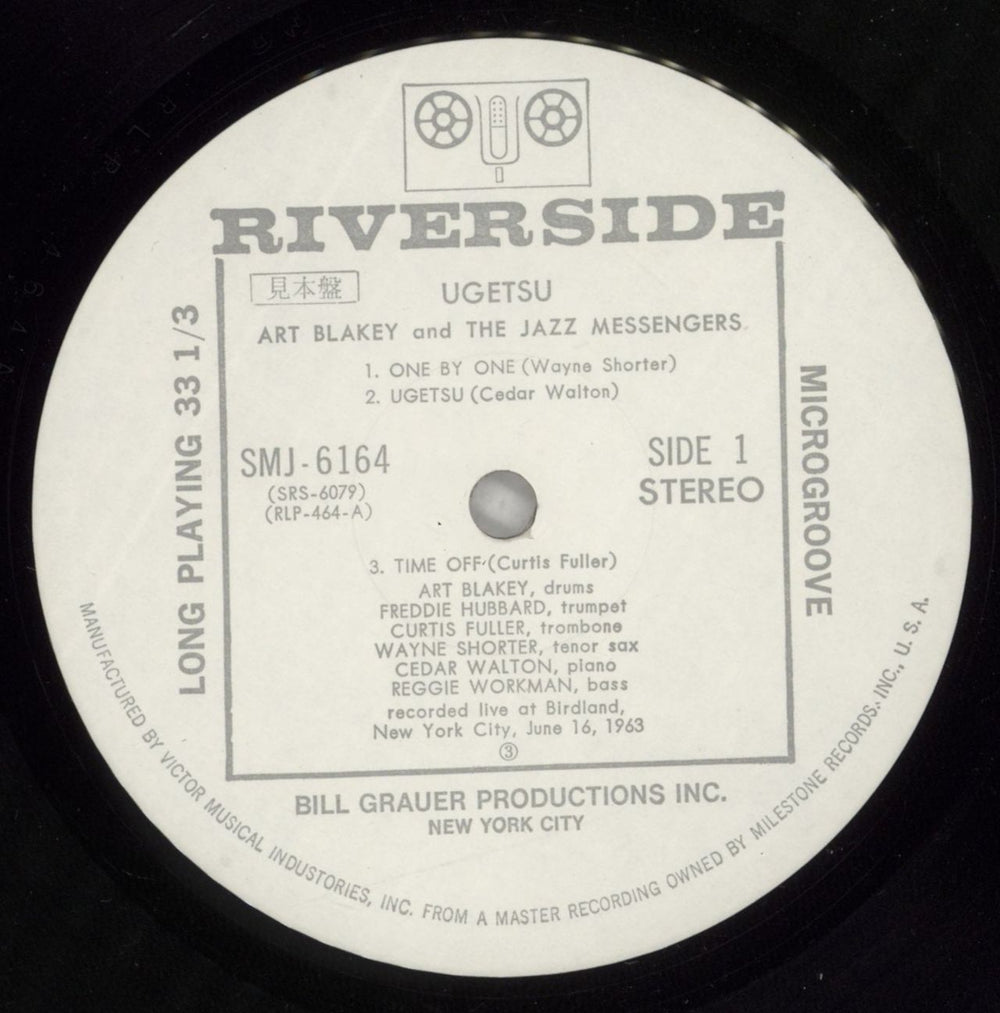 RIVERSIDE
見本盤
UGETSU
ART BLAKEY and THE JAZZ MESSENGERS
1. ONE BY ONE (Wayne Shorter)
2. UGETSU (Cedar Walton)
SMJ-6164
(SRS-6079)
(RLP-464-A)
SIDE 1
STEREO
LONG PLAYING 33 1/3
MICROGROOVE
3. TIME OFF (Curtis Fuller)
ART BLAKEY, drums
FREDDIE HUBBARD, trumpet
CURTIS FULLER, trombone
WAYNE SHORTER, tenor sax
CEDAR WALTON, piano
REGGIE WORKMAN, bass
recorded live at Birdland,
New York City, June 16, 1963
③
BILL GRAUER PRODUCTIONS INC.
NEW YORK CITY
MANUFACTURED BY VICTOR MUSICAL INDUSTORIES, INC. FROM A MASTER RECORDING OWNED BY MILESTONE RECORDS, INC., U. S. A.